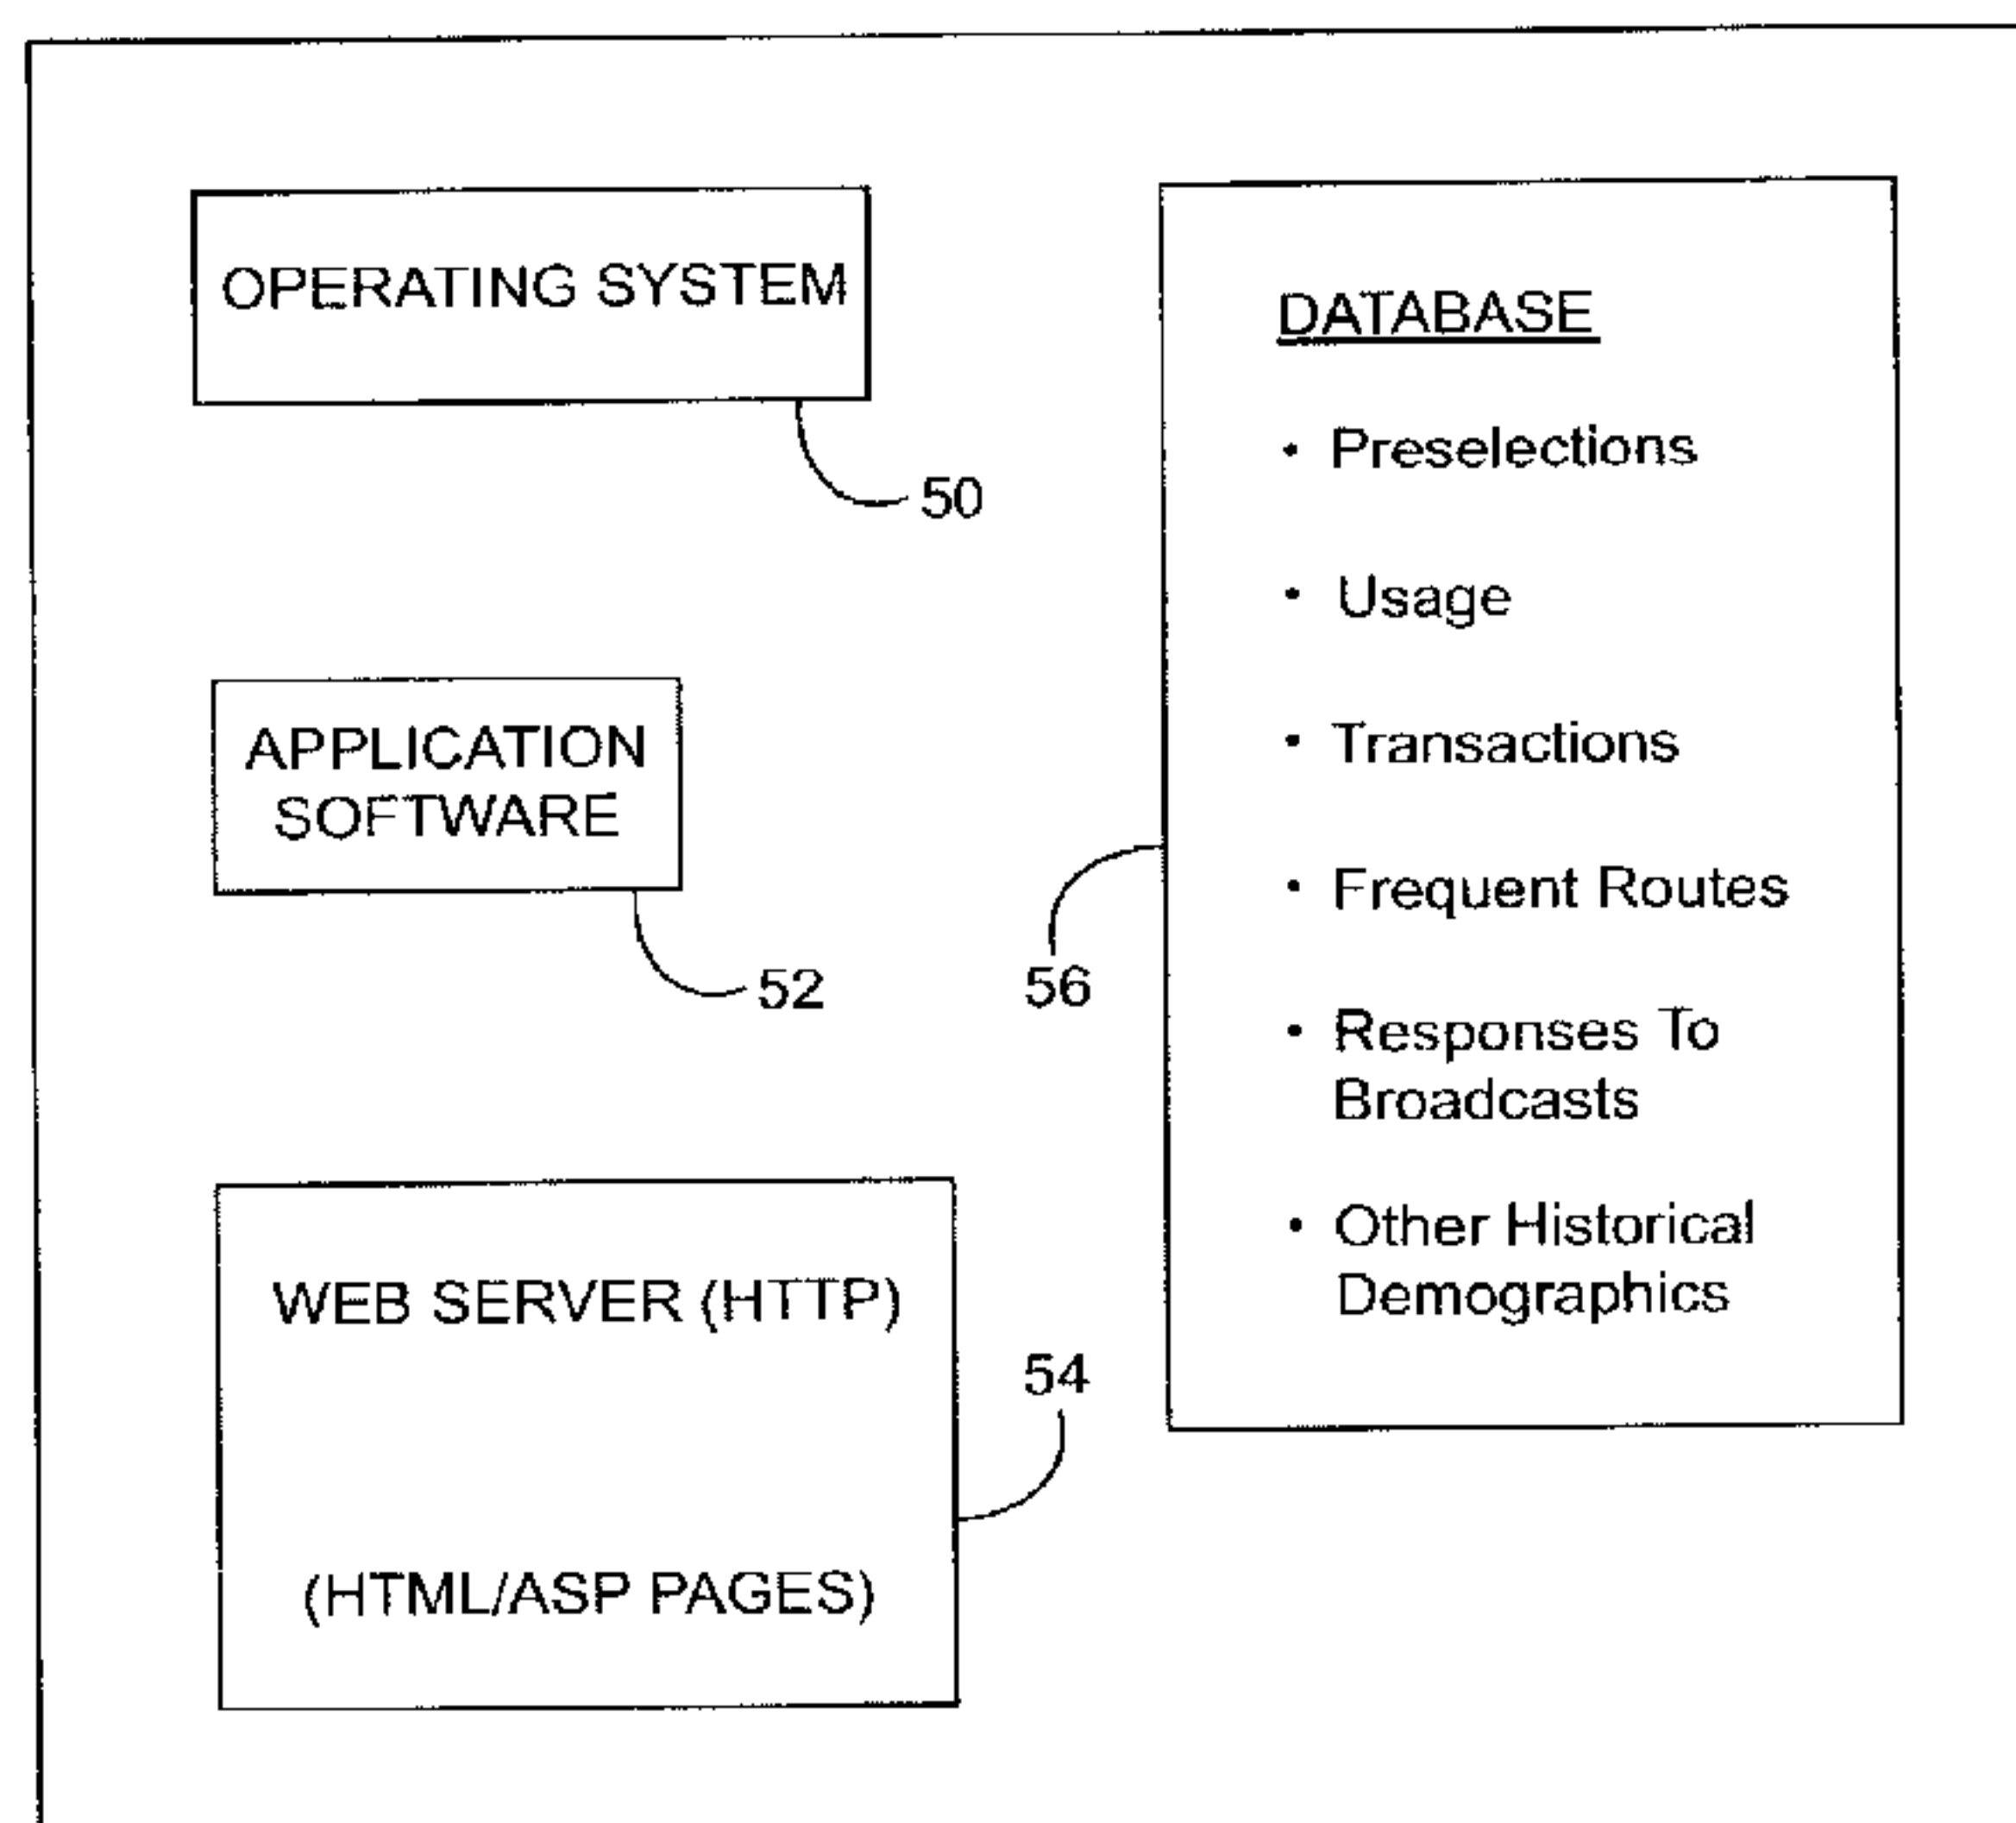 OPERATING SYSTEM
50
APPLICATION
SOFTWARE
52
WEB SERVER (HTTP)
(HTML/ASP PAGES)
54
DATABASE
• Preselections
• Usage
• Transactions
• Frequent Routes
• Responses To
Broadcasts
• Other Historical
Demographics
56